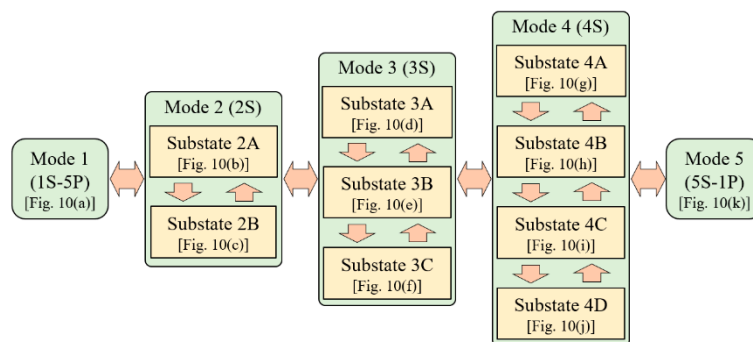 Mode 1
(1S-5P)
[Fig. 10(a)]
Mode 2 (2S)
Substate 2A
[Fig. 10(b)]
Substate 2B
[Fig. 10(c)]
Mode 3 (3S)
Substate 3A
[Fig. 10(d)]
Substate 3B
[Fig. 10(e)]
Substate 3C
[Fig. 10(f)]
Mode 4 (4S)
Substate 4A
[Fig. 10(g)]
Substate 4B
[Fig. 10(h)]
Substate 4C
[Fig. 10(i)]
Substate 4D
[Fig. 10(j)]
Mode 5
(5S-1P)
[Fig. 10(k)]